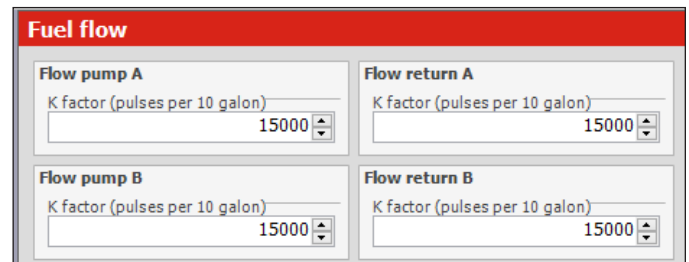 Fuel flow
Flow pump A
Flow return A
K factor (pulses per 10 galon)
K factor (pulses per 10 galon)
15000
15000
Flow pump B
Flow return B
K factor (pulses per 10 galon)
K factor (pulses per 10 galon)
15000
15000